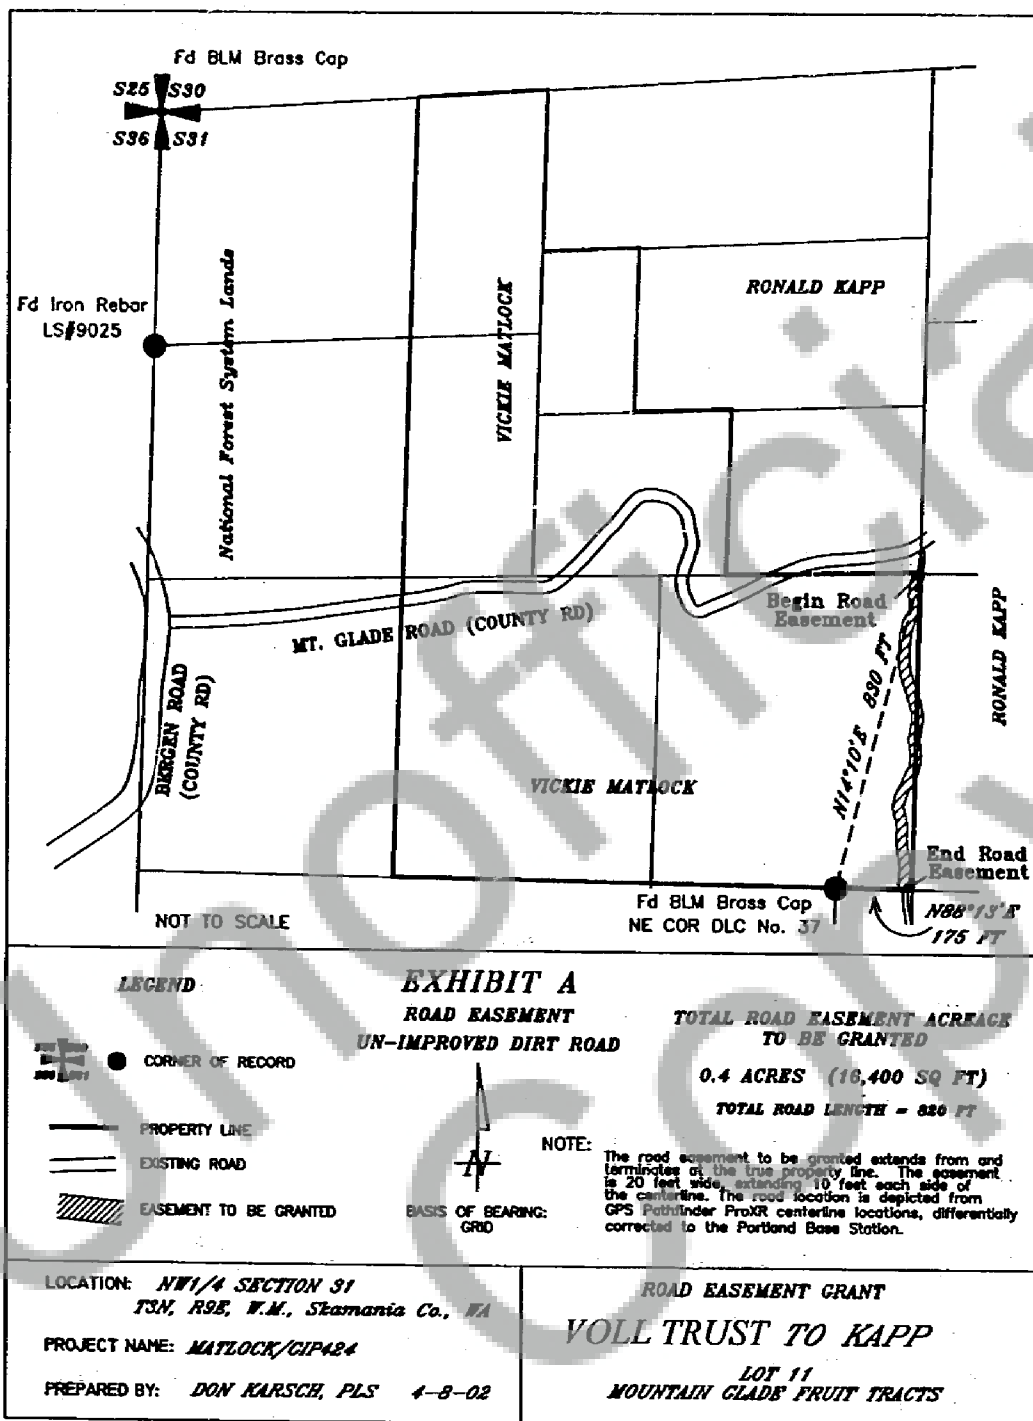 Fd BLM Brass Cap
S25 S30
S36 S31
Fd Iron Rebar
LS#9025
National Forest System Lands
VICKIE MATLOCK
RONALD KAPP
MT. GLADE ROAD (COUNTY RD)
BERGEN ROAD
(COUNTY RD)
Begin Road
Easement
N14°10'E 830 FT
RONALD KAPP
VICKIE MATLOCK
End Road
Easement
Fd BLM Brass Cap
NE COR DLC No. 37
N88°13'E
175 FT
NOT TO SCALE
LEGEND
CORNER OF RECORD
PROPERTY LINE
EXISTING ROAD
EASEMENT TO BE GRANTED
EXHIBIT A
ROAD EASEMENT
UN-IMPROVED DIRT ROAD
N
BASIS OF BEARING:
GRID
TOTAL ROAD EASEMENT ACREAGE
TO BE GRANTED
0.4 ACRES (16,400 SQ FT)
TOTAL ROAD LENGTH = 820 FT
NOTE:
The road easement to be granted extends from and
terminates at the true property line. The easement
is 20 feet wide, extending 10 feet each side of
the centerline. The road location is depicted from
GPS Pathfinder ProXR centerline locations, differentially
corrected to the Portland Base Station.
LOCATION: NW1/4 SECTION 31
T3N, R9E, W.M., Skamania Co., WA
PROJECT NAME: MATLOCK/GIP424
PREPARED BY: DON KARSCH, PLS 4-8-02
ROAD EASEMENT GRANT
VOLL TRUST TO KAPP
LOT 11
MOUNTAIN GLADE FRUIT TRACTS
Unofficial
Copy